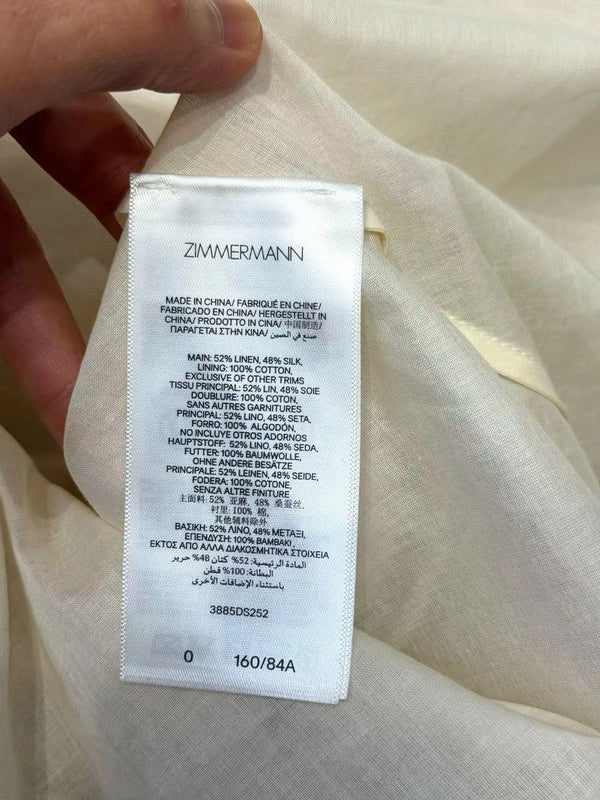 ZIMMERMANN
MADE IN CHINA/ FABRIQUÉ EN CHINE/
FABRICADO EN CHINA/ HERGESTELLT IN
CHINA/ PRODOTTO IN CINA/ 中国制造/
ΠΑΡΑΓΕΤΑΙ ΣΤΗΝ ΚΙΝΑ/ صنع في الصين
MAIN: 52% LINEN, 48% SILK,
LINING: 100% COTTON,
EXCLUSIVE OF OTHER TRIMS
TISSU PRINCIPAL: 52% LIN, 48% SOIE
DOUBLURE: 100% COTON,
SANS AUTRES GARNITURES
PRINCIPAL: 52% LINO, 48% SETA,
FORRO: 100% ALGODÓN,
NO INCLUYE OTROS ADORNOS
HAUPTSTOFF: 52% LINO, 48% SEDA,
FUTTER: 100% BAUMWOLLE,
OHNE ANDERE BESÄTZE
PRINCIPALE: 52% LEINEN, 48% SEIDE,
FODERA: 100% COTONE,
SENZA ALTRE FINITURE
主面料: 52% 亚麻, 48% 桑蚕丝,
衬里: 100% 棉,
其他辅料除外
ΒΑΣΙΚΗ: 52% ΛΙΝΟ, 48% ΜΕΤΑΞΙ,
ΕΠΕΝΔΥΣΗ: 100% ΒΑΜΒΑΚΙ
ΕΚΤΟΣ ΑΠΟ ΑΛΛΑ ΔΙΑΚΟΣΜΗΤΙΚΑ ΣΤΟΙΧΕΙΑ
المادة الرئيسية: 52% كتان 48% حرير
البطانة: 100% قطن
باستثناء الإضافات الأخرى
3885DS252
0 160/84A